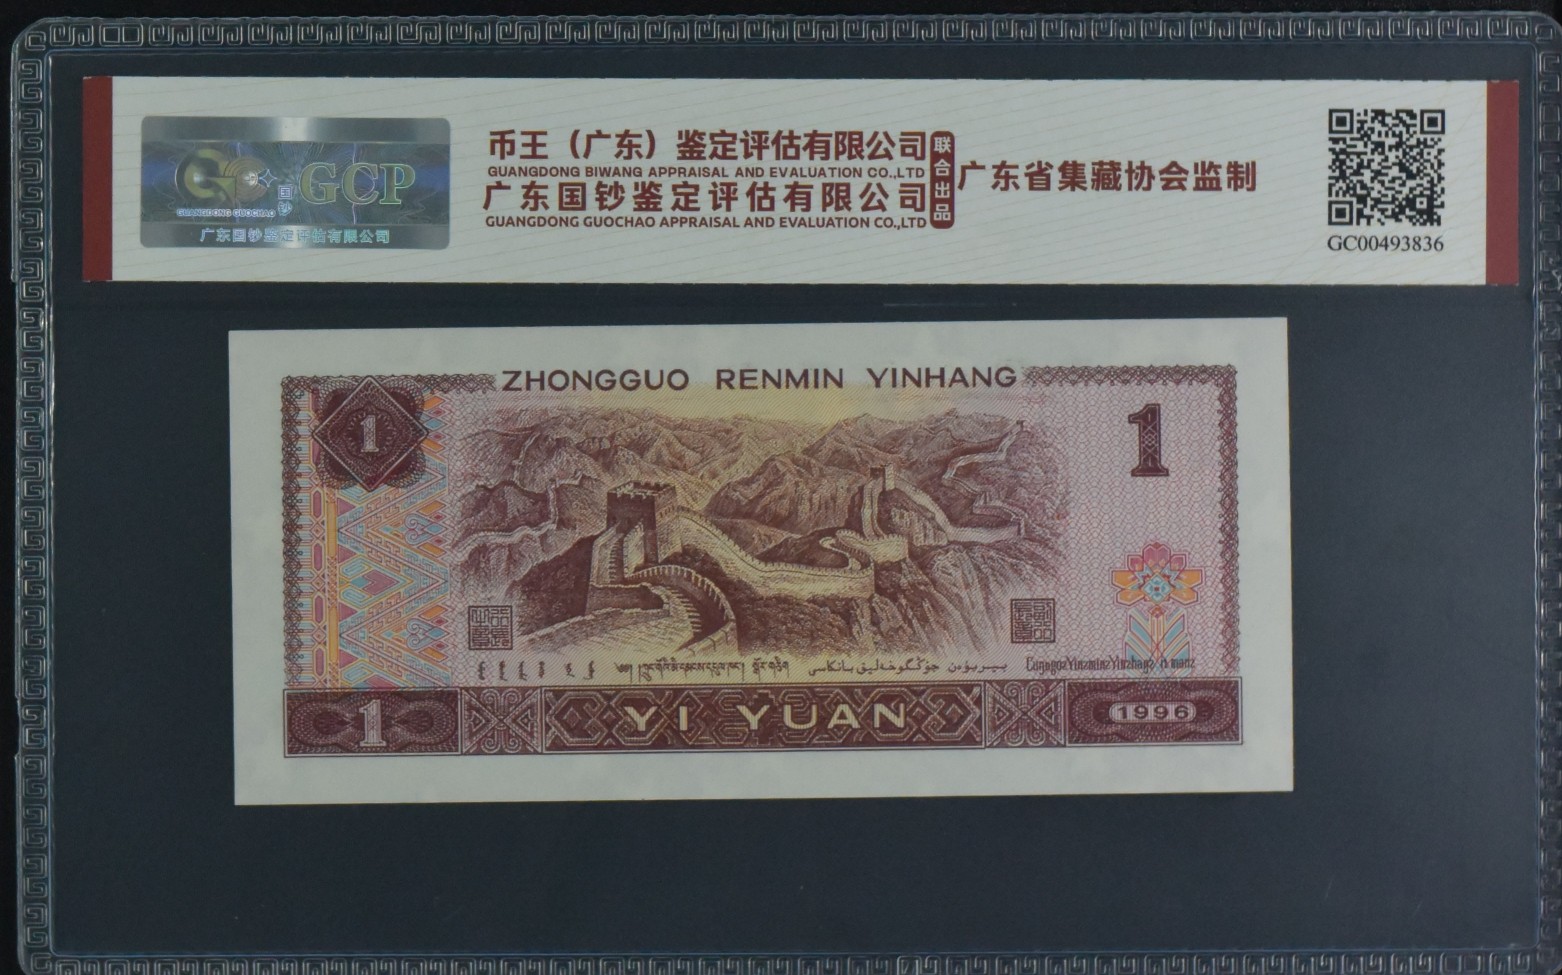 GCP
国钞
GUANGDONG GUOCHAO
广东国钞鉴定评估有限公司
币王（广东）鉴定评估有限公司
GUANGDONG BIWANG APPRAISAL AND EVALUATION CO.,LTD
广东国钞鉴定评估有限公司
GUANGDONG GUOCHAO APPRAISAL AND EVALUATION CO.,LTD
联合出品
广东省集藏协会监制
GC00493836
ZHONGGUO RENMIN YINHANG
1
1
1
YI YUAN
1996